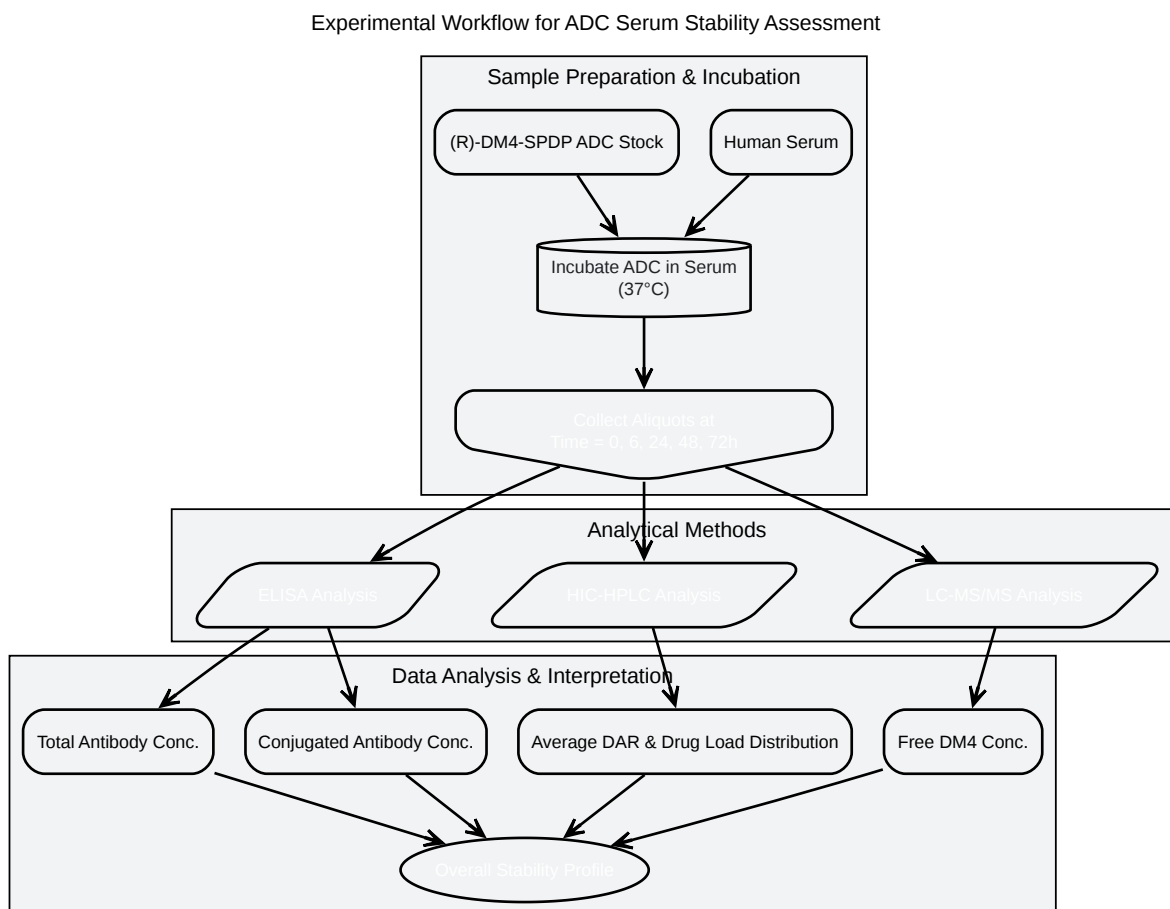 Experimental Workflow for ADC Serum Stability Assessment
Sample Preparation & Incubation
(R)-DM4-SPDP ADC Stock
Human Serum
Incubate ADC in Serum
(37°C)
Collect Aliquots at
Time = 0, 6, 24, 48, 72h
Analytical Methods
ELISA Analysis
HIC-HPLC Analysis
LC-MS/MS Analysis
Data Analysis & Interpretation
Total Antibody Conc.
Conjugated Antibody Conc.
Average DAR & Drug Load Distribution
Free DM4 Conc.
Overall Stability Profile